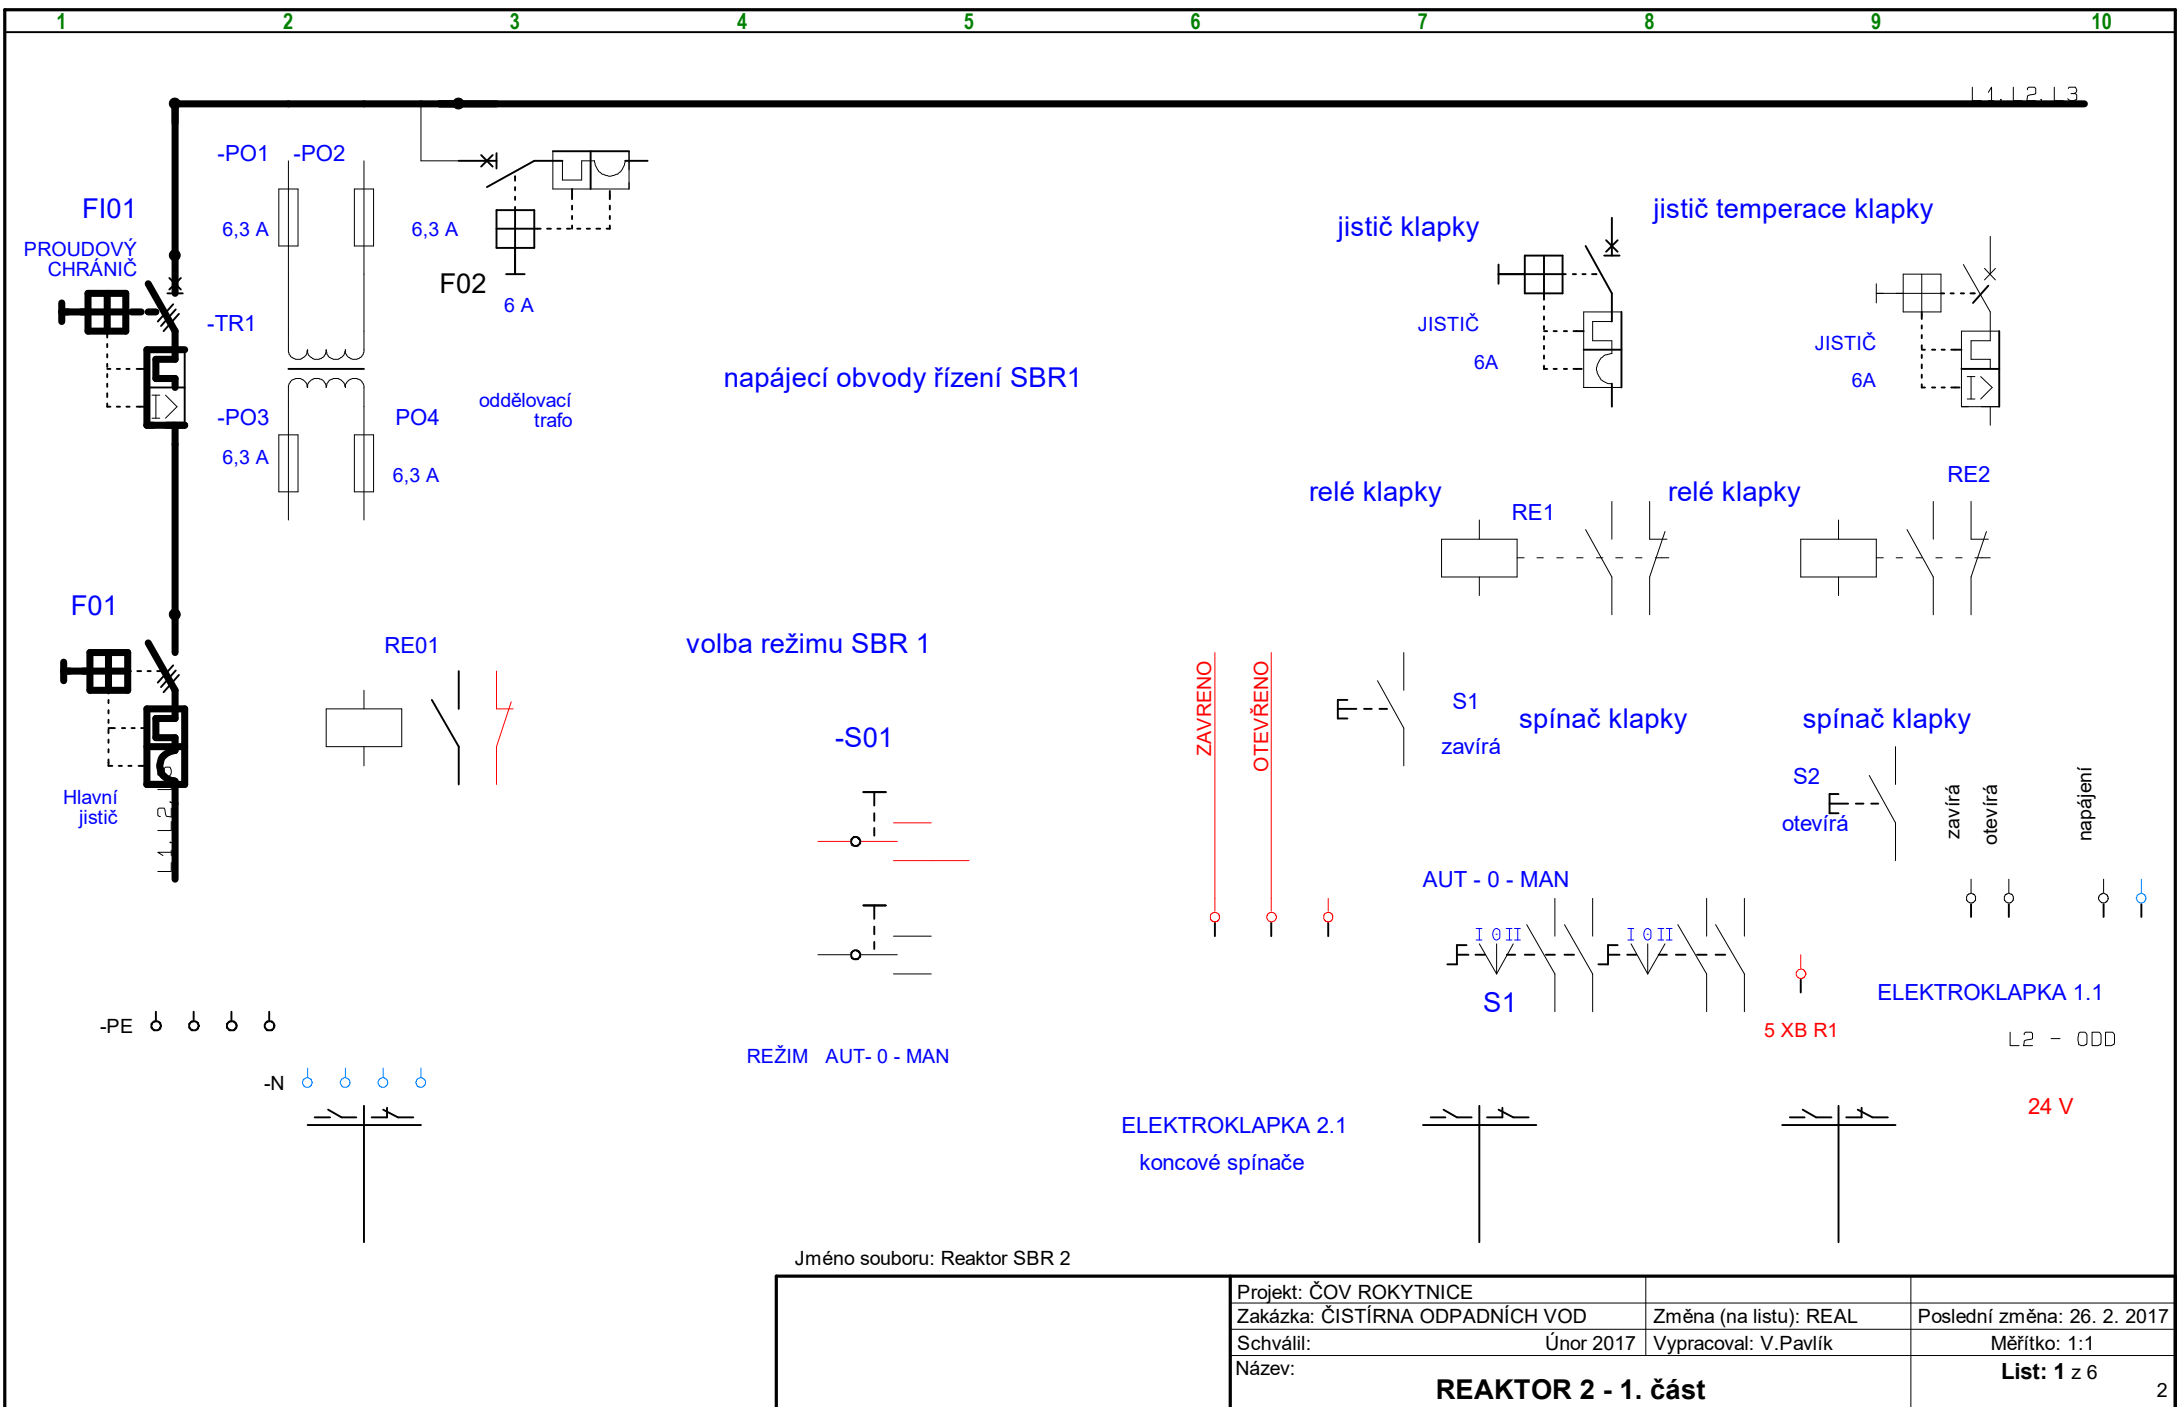 1 2 3 4 5 6 7 8 9 10
L1, L2, L3
-PO1 -PO2
FI01
6,3 A
6,3 A
PROUDOVÝ
CHRÁNIČ
F02
6 A
-TR1
jistič klapky
jistič temperace klapky
JISTIČ
6A
JISTIČ
6A
napájecí obvody řízení SBR1
oddělovací
trafo
-PO3
PO4
6,3 A
6,3 A
relé klapky
RE1
relé klapky
RE2
F01
RE01
volba režimu SBR 1
ZAVRENO
OTEVŘENO
S1
zavírá
spínač klapky
spínač klapky
-S01
S2
otevírá
zavírá
otevírá
napájení
Hlavní
jistič
L1, L2,
AUT - 0 - MAN
I 0 II
I 0 II
S1
5 XB R1
ELEKTROKLAPKA 1.1
L2 - ODD
24 V
-PE
-N
REŽIM AUT- 0 - MAN
ELEKTROKLAPKA 2.1
koncové spínače
Jméno souboru: Reaktor SBR 2
Projekt: ČOV ROKYTNICE
Zakázka: ČISTÍRNA ODPADNÍCH VOD
Změna (na listu): REAL
Poslední změna: 26. 2. 2017
Schválil: Únor 2017
Vypracoval: V.Pavlík
Měřítko: 1:1
Název:
REAKTOR 2 - 1. část
List: 1 z 6
2